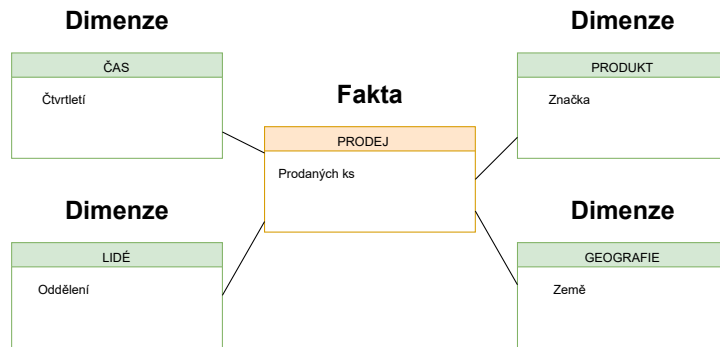 Dimenze
ČAS
Čtvrtletí
Dimenze
PRODUKT
Značka
Fakta
PRODEJ
Prodaných ks
Dimenze
LIDÉ
Oddělení
Dimenze
GEOGRAFIE
Země